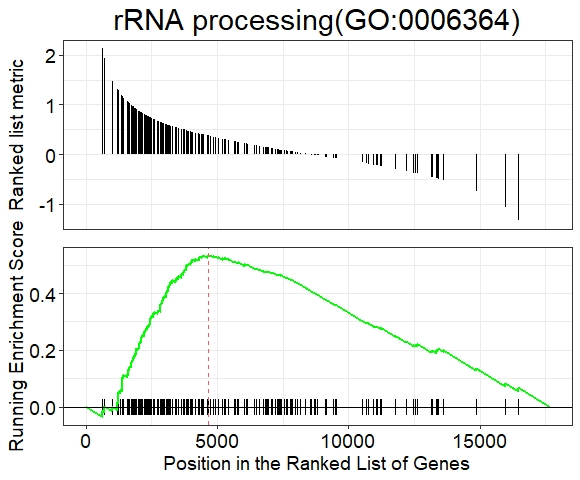 rRNA processing(GO:0006364)
Ranked list metric
2
1
0
-1
Running Enrichment Score
0.4
0.2
0.0
0 5000 10000 15000
Position in the Ranked List of Genes